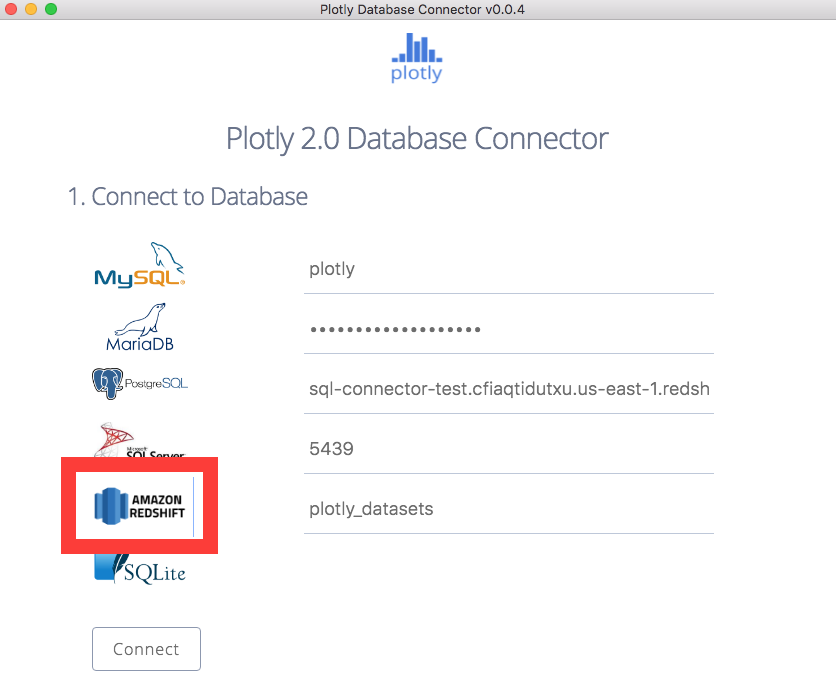 Plotly Database Connector v0.0.4
plotly
Plotly 2.0 Database Connector
1. Connect to Database
MySQL®
plotly
MariaDB
••••••••••••••••••••
PostgreSQL
sql-connector-test.cfiaqtidutxu.us-east-1.redsh
Microsoft
SQL Server
5439
AMAZON
REDSHIFT
plotly_datasets
SQLite
Connect